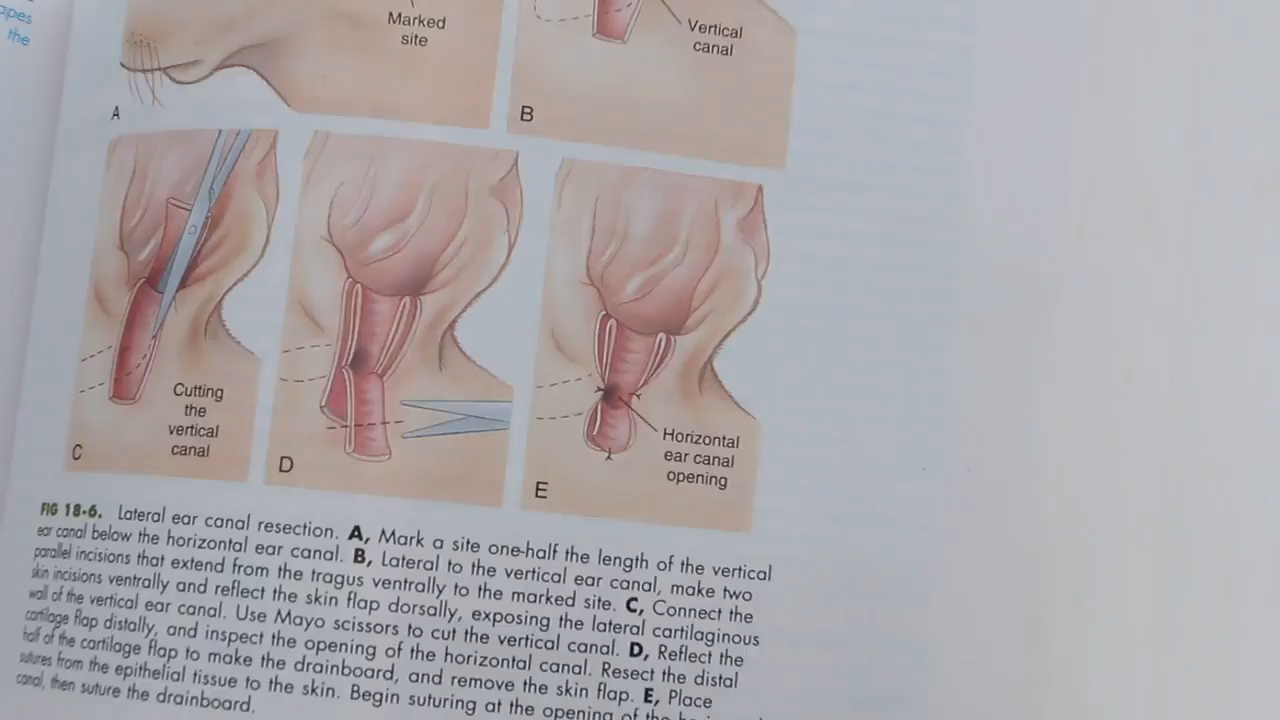 apes
the
Marked
site
Vertical
canal
A
B
Cutting
the
vertical
canal
C
D
Horizontal
ear canal
opening
E
FIG 18-6. Lateral ear canal resection. A, Mark a site one-half the length of the vertical
ear canal below the horizontal ear canal. B, Lateral to the vertical ear canal, make two
parallel incisions that extend from the tragus ventrally to the marked site. C, Connect the
skin incisions ventrally and reflect the skin flap dorsally, exposing the lateral cartilaginous
wall of the vertical ear canal. Use Mayo scissors to cut the vertical canal. D, Reflect the
cartilage flap distally, and inspect the opening of the horizontal canal. Resect the distal
half of the cartilage flap to make the drainboard, and remove the skin flap. E, Place
sutures from the epithelial tissue to the skin. Begin suturing at the opening of the
canal, then suture the drainboard.